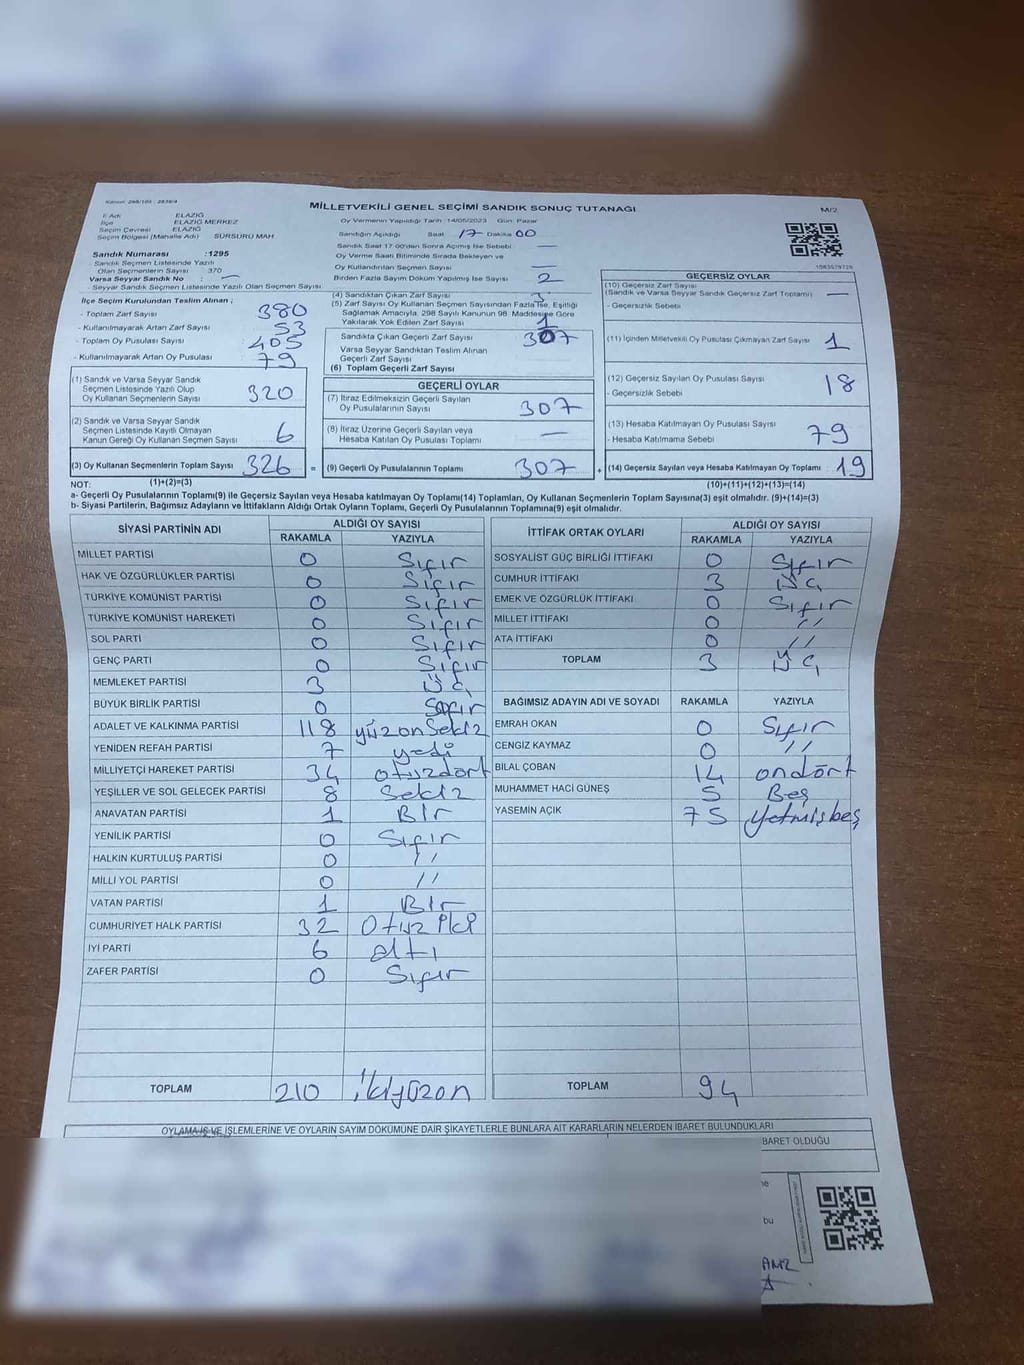 MİLLETVEKİLİ GENEL SEÇİMİ SANDIK SONUÇ TUTANAĞI
M/2
İl Adı ELAZIĞ
İlçe ELAZIĞ MERKEZ
Seçim Çevresi ELAZIĞ
Seçim Bölgesi (Mahalle Adı) SÜRSÜRÜ MAH.
Sandık Numarası :1295
- Sandık Seçmen Listesinde Yazılı
Olan Seçmenlerin Sayısı : 370
Varsa Seyyar Sandık No : —
- Seyyar Sandık Seçmen Listesinde Yazılı Olan Seçmen Sayısı
İlçe Seçim Kurulundan Teslim Alınan ;
- Toplam Zarf Sayısı 380
- Kullanılmayarak Artan Zarf Sayısı 53
- Toplam Oy Pusulası Sayısı 405
- Kullanılmayarak Artan Oy Pusulası 79
(1) Sandık ve Varsa Seyyar Sandık
Seçmen Listesinde Yazılı Olup
Oy Kullanan Seçmenlerin Sayısı 320
(2) Sandık ve Varsa Seyyar Sandık
Seçmen Listesinde Kayıtlı Olmayan
Kanun Gereği Oy Kullanan Seçmen Sayısı 6
(3) Oy Kullanan Seçmenlerin Toplam Sayısı 326
(1)+(2)=(3)
Oy Vermenin Yapıldığı Tarih :14/05/2023 Gün: Pazar
Sandığın Açıldığı Saat 17 Dakika 00
Sandık Saat 17:00'den Sonra Açılmış İse Sebebi —
Oy Verme Saati Bitiminde Sırada Bekleyen ve
Oy Kullandırılan Seçmen Sayısı —
Birden Fazla Sayım Döküm Yapılmış İse Sayısı 2
(4) Sandıktan Çıkan Zarf Sayısı
(5) Zarf Sayısı Oy Kullanan Seçmen Sayısından Fazla İse, Eşitliği
Sağlamak Amacıyla, 298 Sayılı Kanunun 98. Maddesine Göre
Yakılarak Yok Edilen Zarf Sayısı 1
Sandıkta Çıkan Geçerli Zarf Sayısı 307
Varsa Seyyar Sandıktan Teslim Alınan
Geçerli Zarf Sayısı
(6) Toplam Geçerli Zarf Sayısı
GEÇERLİ OYLAR
(7) İtiraz Edilmeksizin Geçerli Sayılan
Oy Pusulalarının Sayısı 307
(8) İtiraz Üzerine Geçerli Sayılan veya
Hesaba Katılan Oy Pusulası Toplamı —
= (9) Geçerli Oy Pusulalarının Toplamı 307
GEÇERSİZ OYLAR
(10) Geçersiz Zarf Sayısı
(Sandık ve Varsa Seyyar Sandık Geçersiz Zarf Toplamı) —
- Geçersizlik Sebebi
(11) İçinden Milletvekili Oy Pusulası Çıkmayan Zarf Sayısı 1
(12) Geçersiz Sayılan Oy Pusulası Sayısı 18
- Geçersizlik Sebebi
(13) Hesaba Katılmayan Oy Pusulası Sayısı 79
- Hesaba Katılmama Sebebi
+ (14) Geçersiz Sayılan veya Hesaba Katılmayan Oy Toplamı : 19
(10)+(11)+(12)+(13)=(14)
NOT:
a- Geçerli Oy Pusulalarının Toplamı(9) ile Geçersiz Sayılan veya Hesaba katılmayan Oy Toplamı(14) Toplamları, Oy Kullanan Seçmenlerin Toplam Sayısına(3) eşit olmalıdır. (9)+(14)=(3)
b- Siyasi Partilerin, Bağımsız Adayların ve İttifakların Aldığı Ortak Oyların Toplamı, Geçerli Oy Pusulalarının Toplamına(9) eşit olmalıdır.
SİYASİ PARTİNİN ADI ALDIĞI OY SAYISI
RAKAMLA YAZIYLA
MİLLET PARTİSİ 0 Sıfır
HAK VE ÖZGÜRLÜKLER PARTİSİ 0 Sıfır
TÜRKİYE KOMÜNİST PARTİSİ 0 Sıfır
TÜRKİYE KOMÜNİST HAREKETİ 0 Sıfır
SOL PARTİ 0 Sıfır
GENÇ PARTİ 0 Sıfır
MEMLEKET PARTİSİ 3 Üç
BÜYÜK BİRLİK PARTİSİ 0 Sıfır
ADALET VE KALKINMA PARTİSİ 118 yüzonSekiz
YENİDEN REFAH PARTİSİ 7 yedi
MİLLİYETÇİ HAREKET PARTİSİ 34 otuzdört
YEŞİLLER VE SOL GELECEK PARTİSİ 8 Sekiz
ANAVATAN PARTİSİ 1 Bir
YENİLİK PARTİSİ 0 Sıfır
HALKIN KURTULUŞ PARTİSİ 0 //
MİLLİ YOL PARTİSİ 0 //
VATAN PARTİSİ 1 Bir
CUMHURİYET HALK PARTİSİ 32 Otuz iki
İYİ PARTİ 6 altı
ZAFER PARTİSİ 0 Sıfır
TOPLAM 210 ikiyüzon
İTTİFAK ORTAK OYLARI ALDIĞI OY SAYISI
RAKAMLA YAZIYLA
SOSYALİST GÜÇ BİRLİĞİ İTTİFAKI 0 Sıfır
CUMHUR İTTİFAKI 3 Üç
EMEK VE ÖZGÜRLÜK İTTİFAKI 0 Sıfır
MİLLET İTTİFAKI 0 //
ATA İTTİFAKI 0 //
TOPLAM 3 Üç
BAĞIMSIZ ADAYIN ADI VE SOYADI RAKAMLA YAZIYLA
EMRAH OKAN 0 Sıfır
CENGİZ KAYMAZ 0 //
BİLAL ÇOBAN 14 ondört
MUHAMMET HACİ GÜNEŞ 5 Beş
YASEMİN AÇIK 75 Yetmişbeş
TOPLAM 94
OYLAMA İŞ VE İŞLEMLERİNE VE OYLARIN SAYIM DÖKÜMÜNE DAİR ŞİKAYETLERLE BUNLARA AİT KARARLARIN NELERDEN İBARET BULUNDUKLARI
BARET OLDUĞU
bu